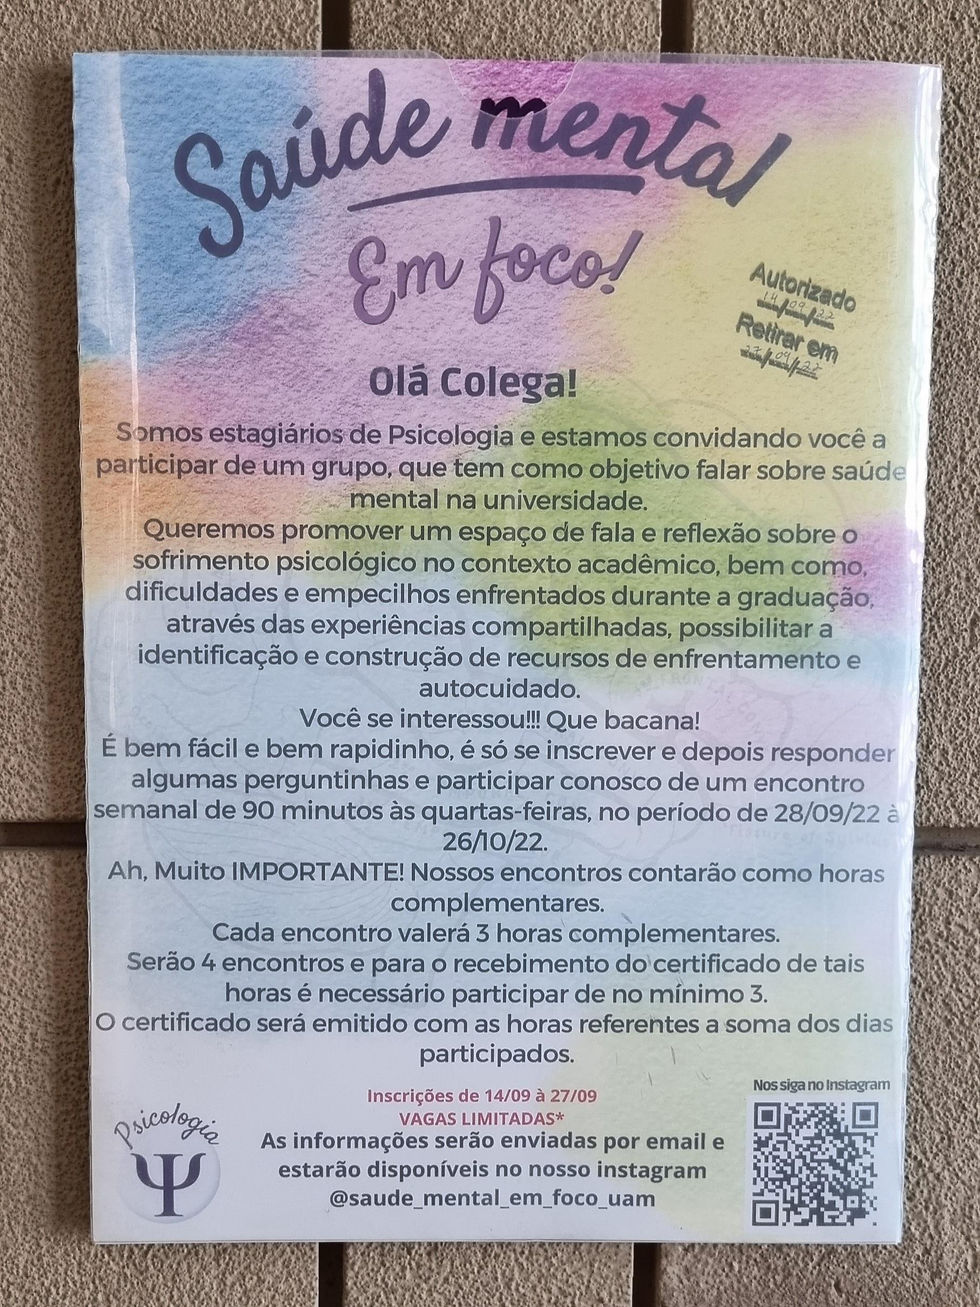 Saúde mental
Em foco!
Autorizado
14/09/22
Retirar em
27/09/22
Olá Colega!
Somos estagiários de Psicologia e estamos convidando você a
participar de um grupo, que tem como objetivo falar sobre saúde
mental na universidade.
Queremos promover um espaço de fala e reflexão sobre o
sofrimento psicológico no contexto acadêmico, bem como,
dificuldades e empecilhos enfrentados durante a graduação,
através das experiências compartilhadas, possibilitar a
identificação e construção de recursos de enfrentamento e
autocuidado.
Você se interessou!!! Que bacana!
É bem fácil e bem rapidinho, é só se inscrever e depois responder
algumas perguntinhas e participar conosco de um encontro
semanal de 90 minutos às quartas-feiras, no período de 28/09/22 à
26/10/22.
Ah, Muito IMPORTANTE! Nossos encontros contarão como horas
complementares.
Cada encontro valerá 3 horas complementares.
Serão 4 encontros e para o recebimento do certificado de tais
horas é necessário participar de no mínimo 3.
O certificado será emitido com as horas referentes a soma dos dias
participados.
Inscrições de 14/09 à 27/09
VAGAS LIMITADAS*
As informações serão enviadas por email e
estarão disponíveis no nosso instagram
@saude_mental_em_foco_uam
Psicologia
Ψ
Nos siga no Instagram